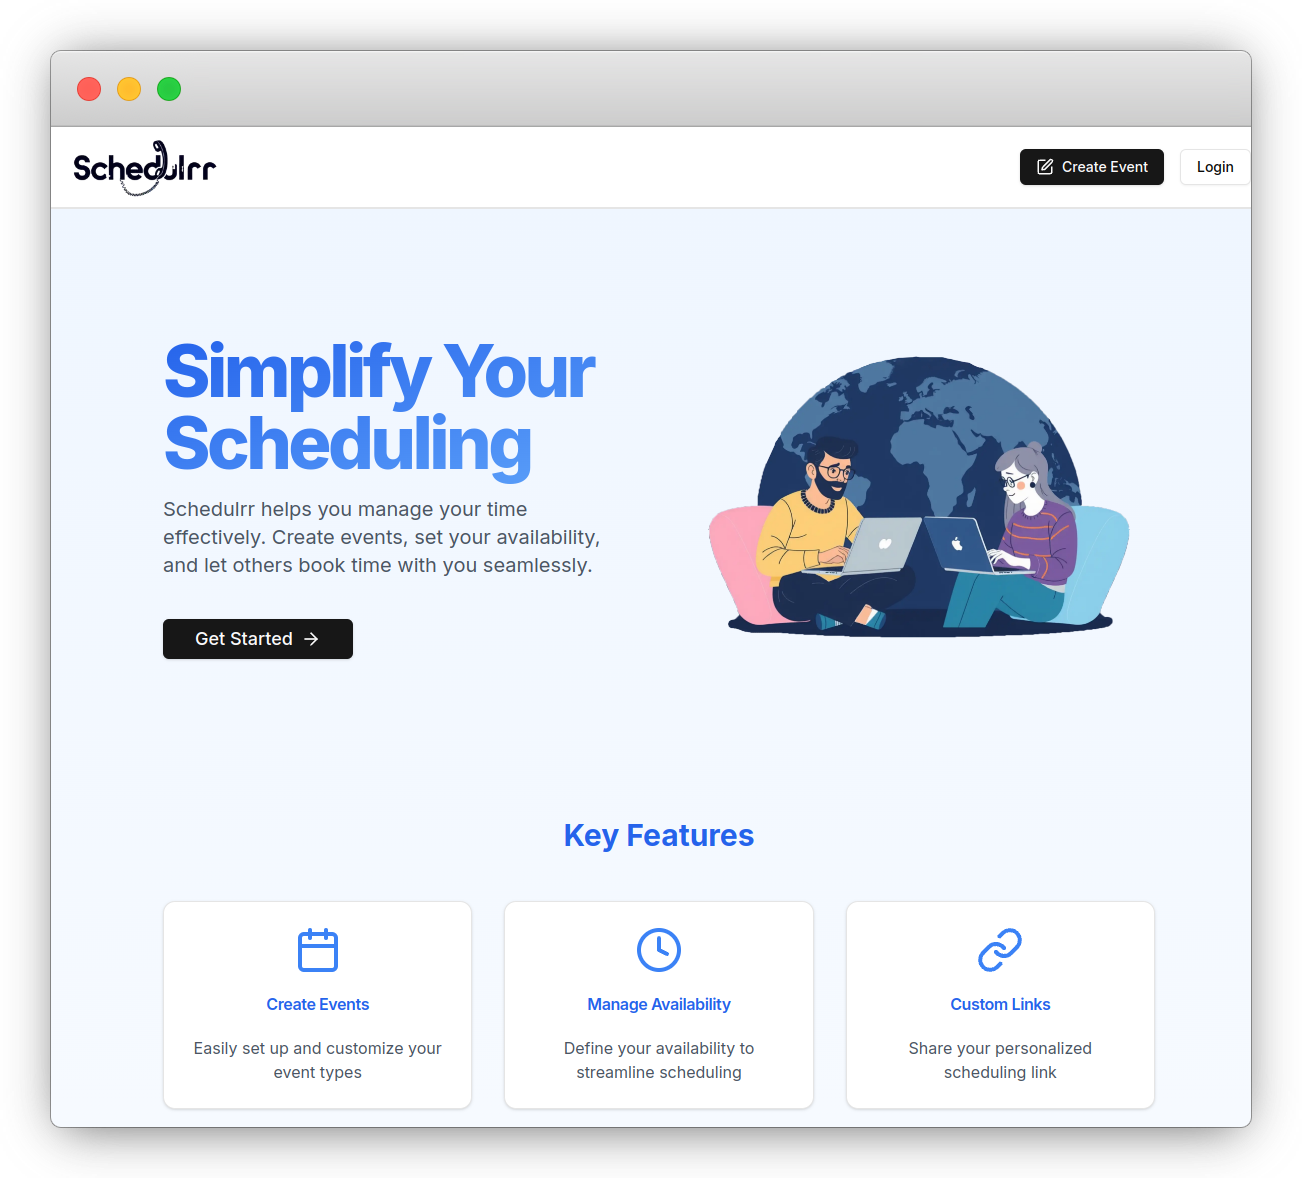 Schedulrr
Create Event
Login
Simplify Your
Scheduling
Schedulrr helps you manage your time
effectively. Create events, set your availability,
and let others book time with you seamlessly.
Get Started
Key Features
Create Events
Easily set up and customize your
event types
Manage Availability
Define your availability to
streamline scheduling
Custom Links
Share your personalized
scheduling link